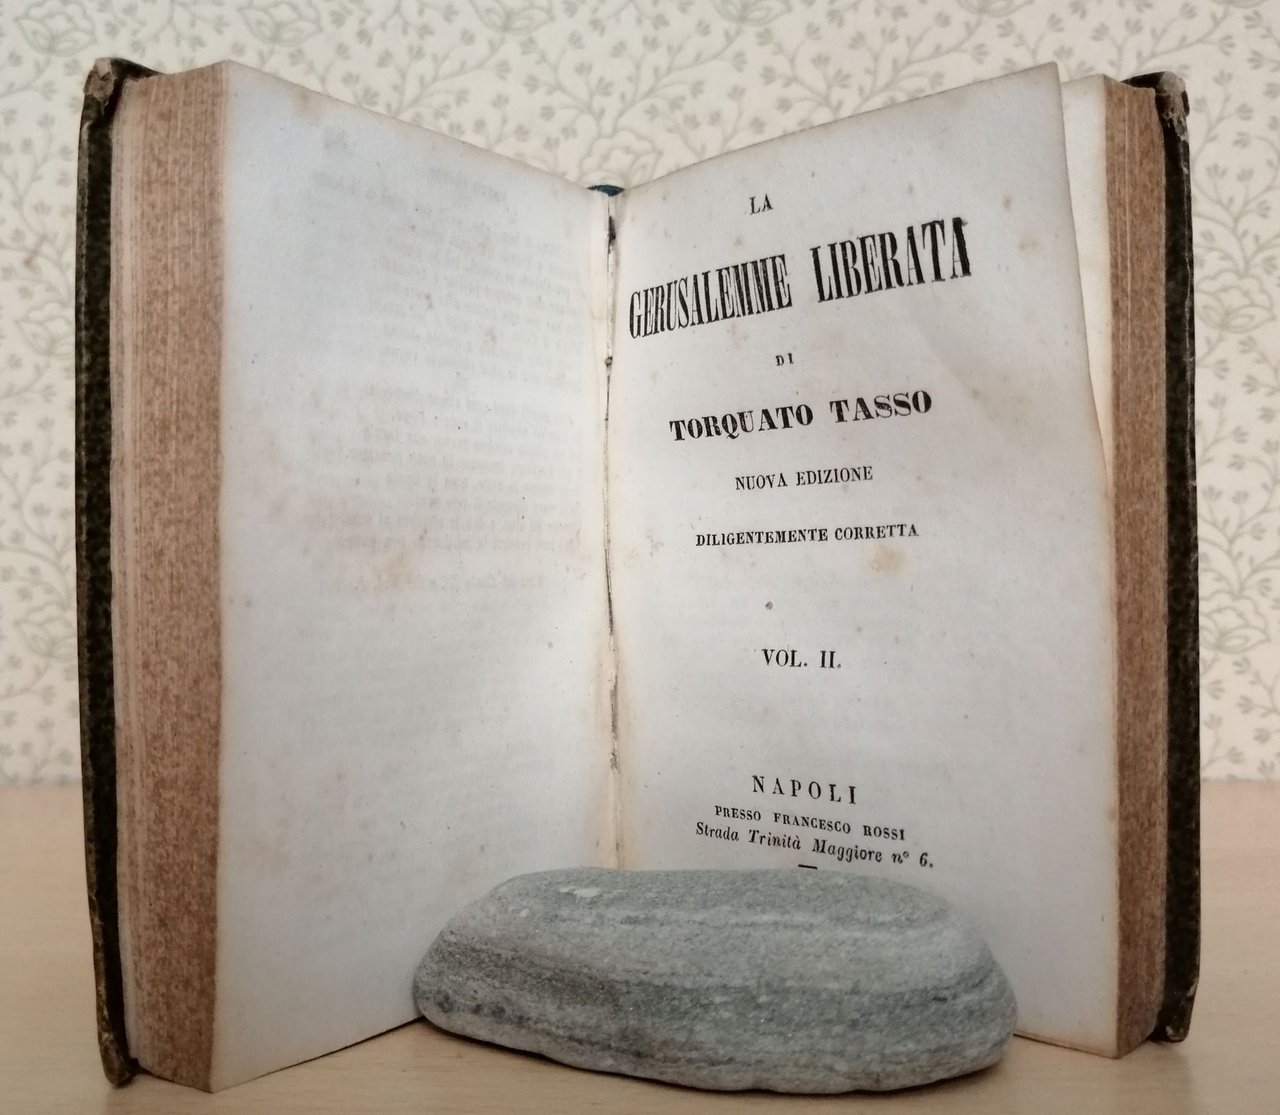 LA
GERUSALEMME LIBERATA
DI
TORQUATO TASSO
NUOVA EDIZIONE
DILIGENTEMENTE CORRETTA
VOL. II.
NAPOLI
PRESSO FRANCESCO ROSSI
Strada Trinità Maggiore nº 6.